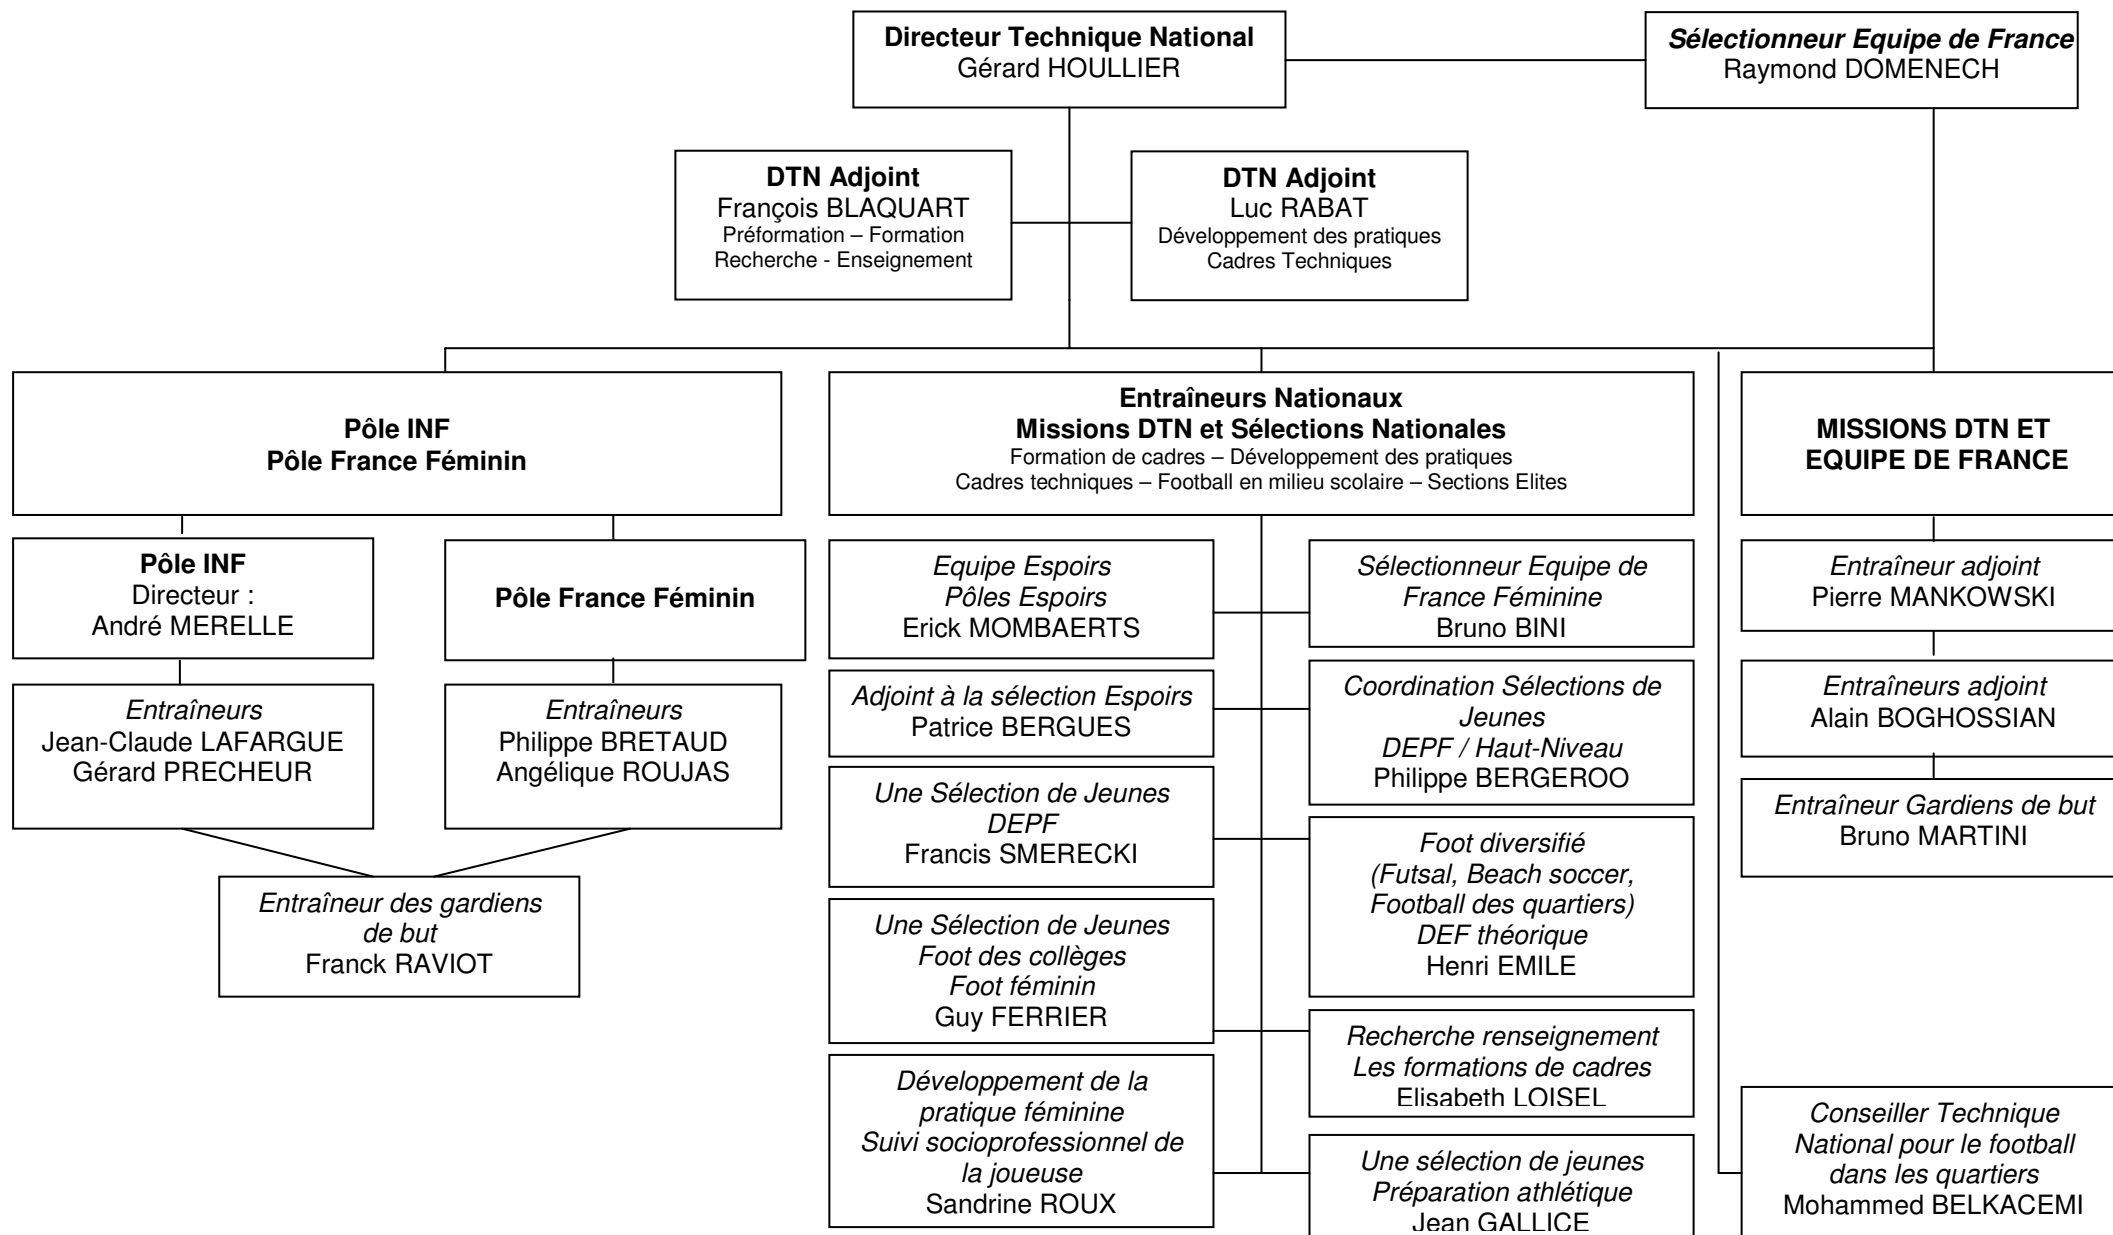 Directeur Technique National
Gérard HOULLIER
Sélectionneur Equipe de France
Raymond DOMENECH
DTN Adjoint
François BLAQUART
Préformation – Formation
Recherche - Enseignement
DTN Adjoint
Luc RABAT
Développement des pratiques
Cadres Techniques
Pôle INF
Pôle France Féminin
Entraîneurs Nationaux
Missions DTN et Sélections Nationales
Formation de cadres – Développement des pratiques
Cadres techniques – Football en milieu scolaire – Sections Elites
MISSIONS DTN ET
EQUIPE DE FRANCE
Pôle INF
Directeur :
André MERELLE
Pôle France Féminin
Entraîneurs
Jean-Claude LAFARGUE
Gérard PRECHEUR
Entraîneurs
Philippe BRETAUD
Angélique ROUJAS
Entraîneur des gardiens
de but
Franck RAVIOT
Equipe Espoirs
Pôles Espoirs
Erick MOMBAERTS
Adjoint à la sélection Espoirs
Patrice BERGUES
Une Sélection de Jeunes
DEPF
Francis SMERECKI
Une Sélection de Jeunes
Foot des collèges
Foot féminin
Guy FERRIER
Développement de la
pratique féminine
Suivi socioprofessionnel de
la joueuse
Sandrine ROUX
Sélectionneur Equipe de
France Féminine
Bruno BINI
Coordination Sélections de
Jeunes
DEPF / Haut-Niveau
Philippe BERGEROO
Foot diversifié
(Futsal, Beach soccer,
Football des quartiers)
DEF théorique
Henri EMILE
Recherche renseignement
Les formations de cadres
Elisabeth LOISEL
Une sélection de jeunes
Préparation athlétique
Jean GALLICE
Entraîneur adjoint
Pierre MANKOWSKI
Entraîneurs adjoint
Alain BOGHOSSIAN
Entraîneur Gardiens de but
Bruno MARTINI
Conseiller Technique
National pour le football
dans les quartiers
Mohammed BELKACEMI